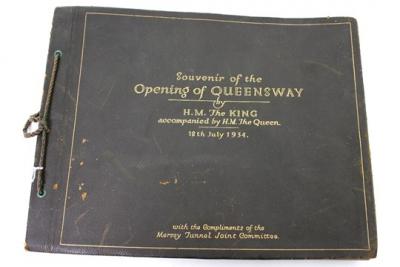 Souvenir of the
Opening of QUEENSWAY
by
H.M. The KING
accompanied by H.M. The Queen.
18th July 1934.
with the Compliments of the
Mersey Tunnel Joint Committee.